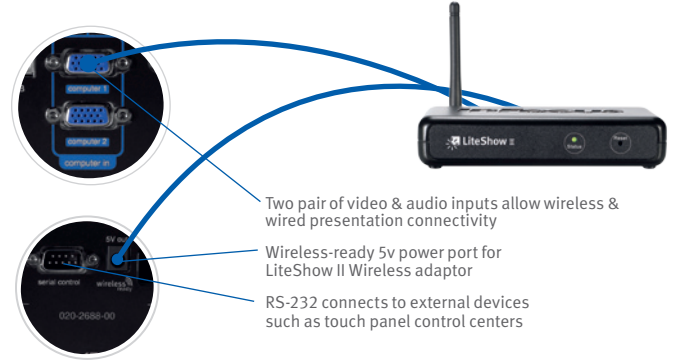 computer 1
computer 2
computer in
InFocus
LiteShow II
Status
Reset
Two pair of video & audio inputs allow wireless &
wired presentation connectivity
5V out
Wireless-ready 5v power port for
LiteShow II Wireless adaptor
serial control
wireless
ready
RS-232 connects to external devices
such as touch panel control centers
020-2688-00